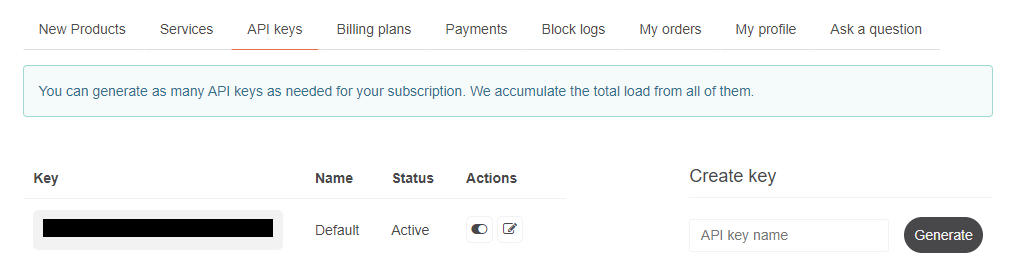 New Products Services API keys Billing plans Payments Block logs My orders My profile Ask a question
You can generate as many API keys as needed for your subscription. We accumulate the total load from all of them.
Key Name Status Actions
Default Active
Create key
API key name Generate